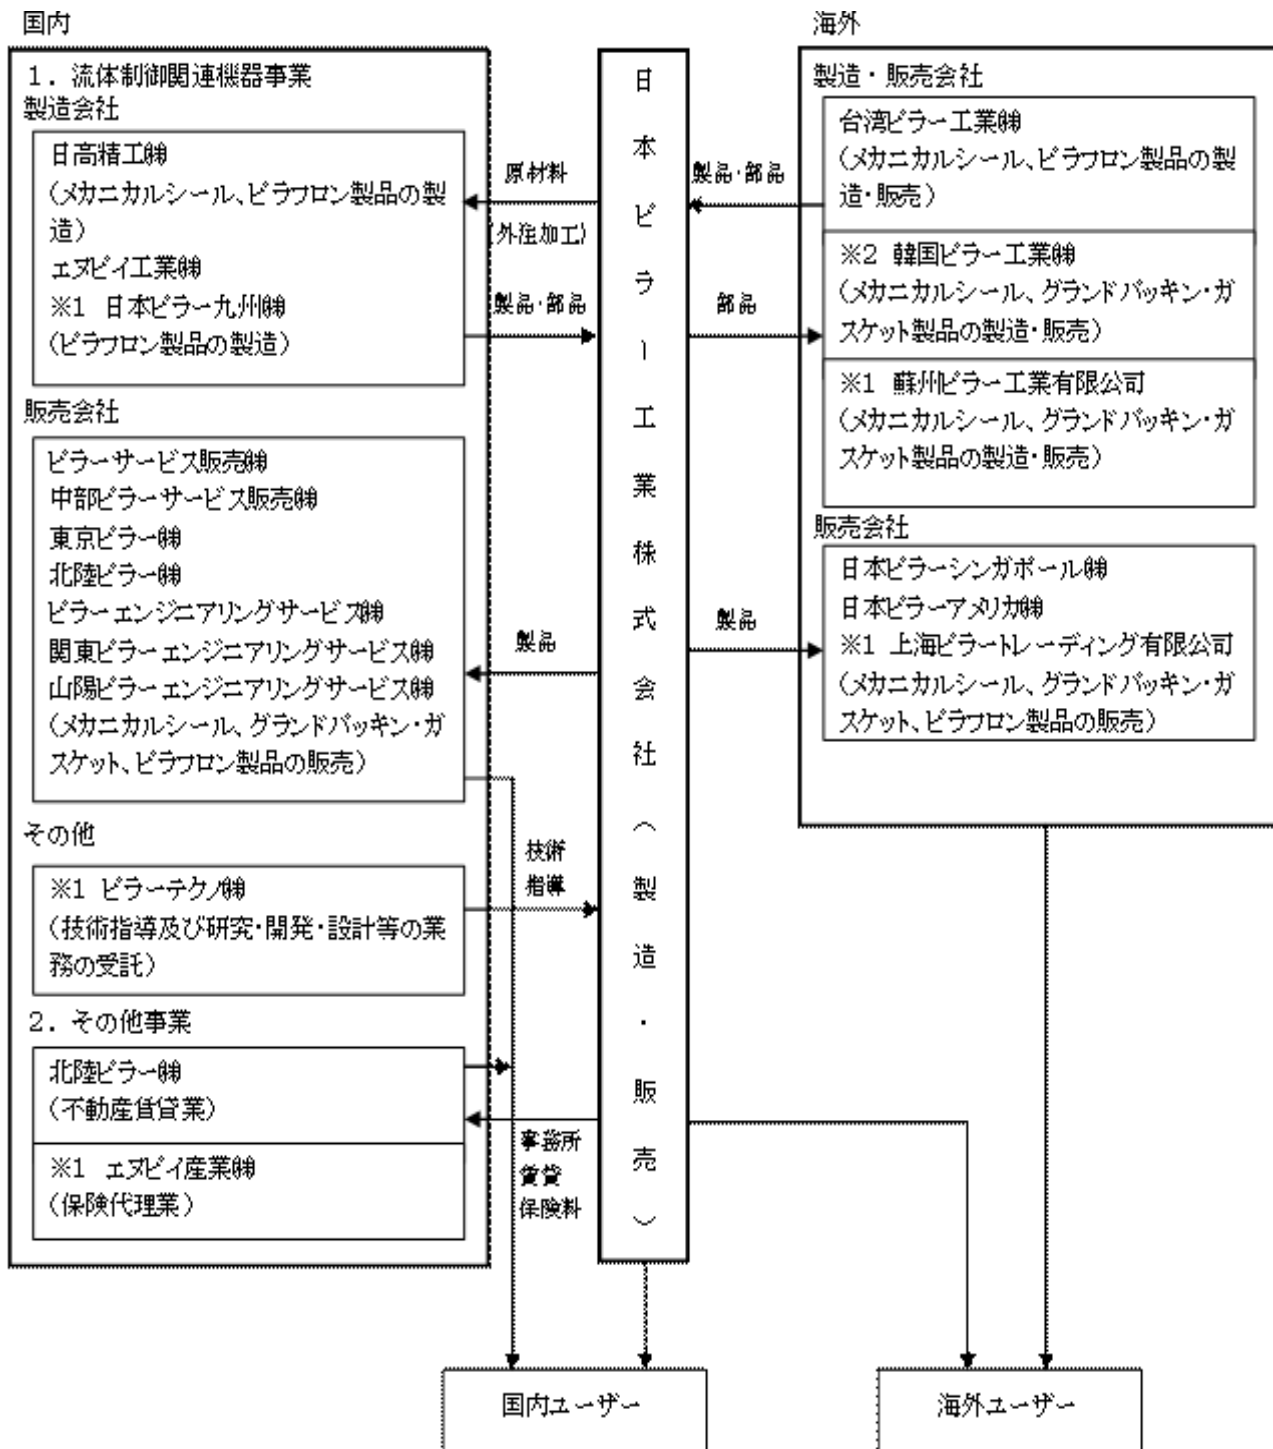 国内
1. 流体制御関連機器事業
製造会社
日高精工㈱
(メカニカルシール、ピラフロン製品の製
造)
エヌビイ工業㈱
※1 日本ピラー九州㈱
(ピラフロン製品の製造)
販売会社
ピラーサービス販売㈱
中部ピラーサービス販売㈱
東京ピラー㈱
北陸ピラー㈱
ピラーエンジニアリングサービス㈱
関東ピラーエンジニアリングサービス㈱
山陽ピラーエンジニアリングサービス㈱
(メカニカルシール、グランドパッキン・ガ
スケット、ピラフロン製品の販売)
その他
※1 ピラーテクノ㈱
(技術指導及び研究・開発・設計等の業
務の受託)
2. その他事業
北陸ピラー㈱
(不動産賃貸業)
※1 エヌビイ産業㈱
(保険代理業)
原材料
(外注加工)
製品・部品
製品
技術
指導
事務所
賃貸
保険料
日本ピラー工業株式会社(製造・販売)
製品・部品
部品
製品
海外
製造・販売会社
台湾ピラー工業㈱
(メカニカルシール、ピラフロン製品の製
造・販売)
※2 韓国ピラー工業㈱
(メカニカルシール、グランドパッキン・ガ
スケット製品の製造・販売)
※1 蘇州ピラー工業有限公司
(メカニカルシール、グランドパッキン・ガ
スケット製品の製造・販売)
販売会社
日本ピラーシンガポール㈱
日本ピラーアメリカ㈱
※1 上海ピラートレーディング有限公司
(メカニカルシール、グランドパッキン・ガ
スケット、ピラフロン製品の販売)
国内ユーザー
海外ユーザー